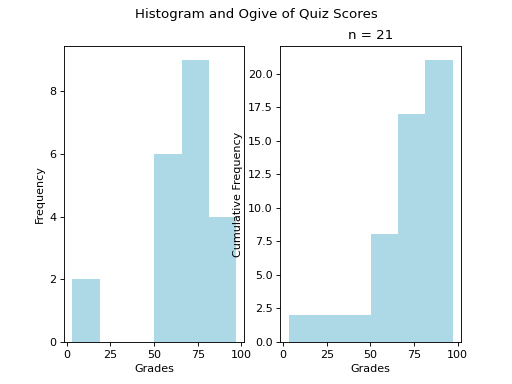 Histogram and Ogive of Quiz Scores
n = 21
Frequency
8
6
4
2
0
0 25 50 75 100
Grades
Cumulative Frequency
20.0
17.5
15.0
12.5
10.0
7.5
5.0
2.5
0.0
0 25 50 75 100
Grades